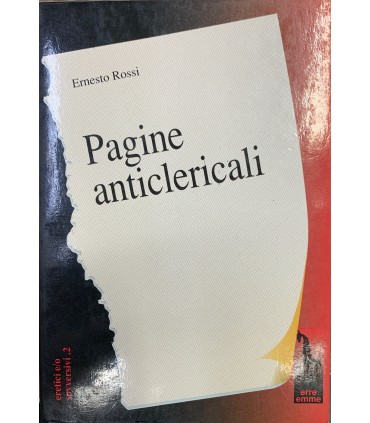 Ernesto Rossi
Pagine
anticlericali
eretici e/o
sovversivi .2
erre
emme